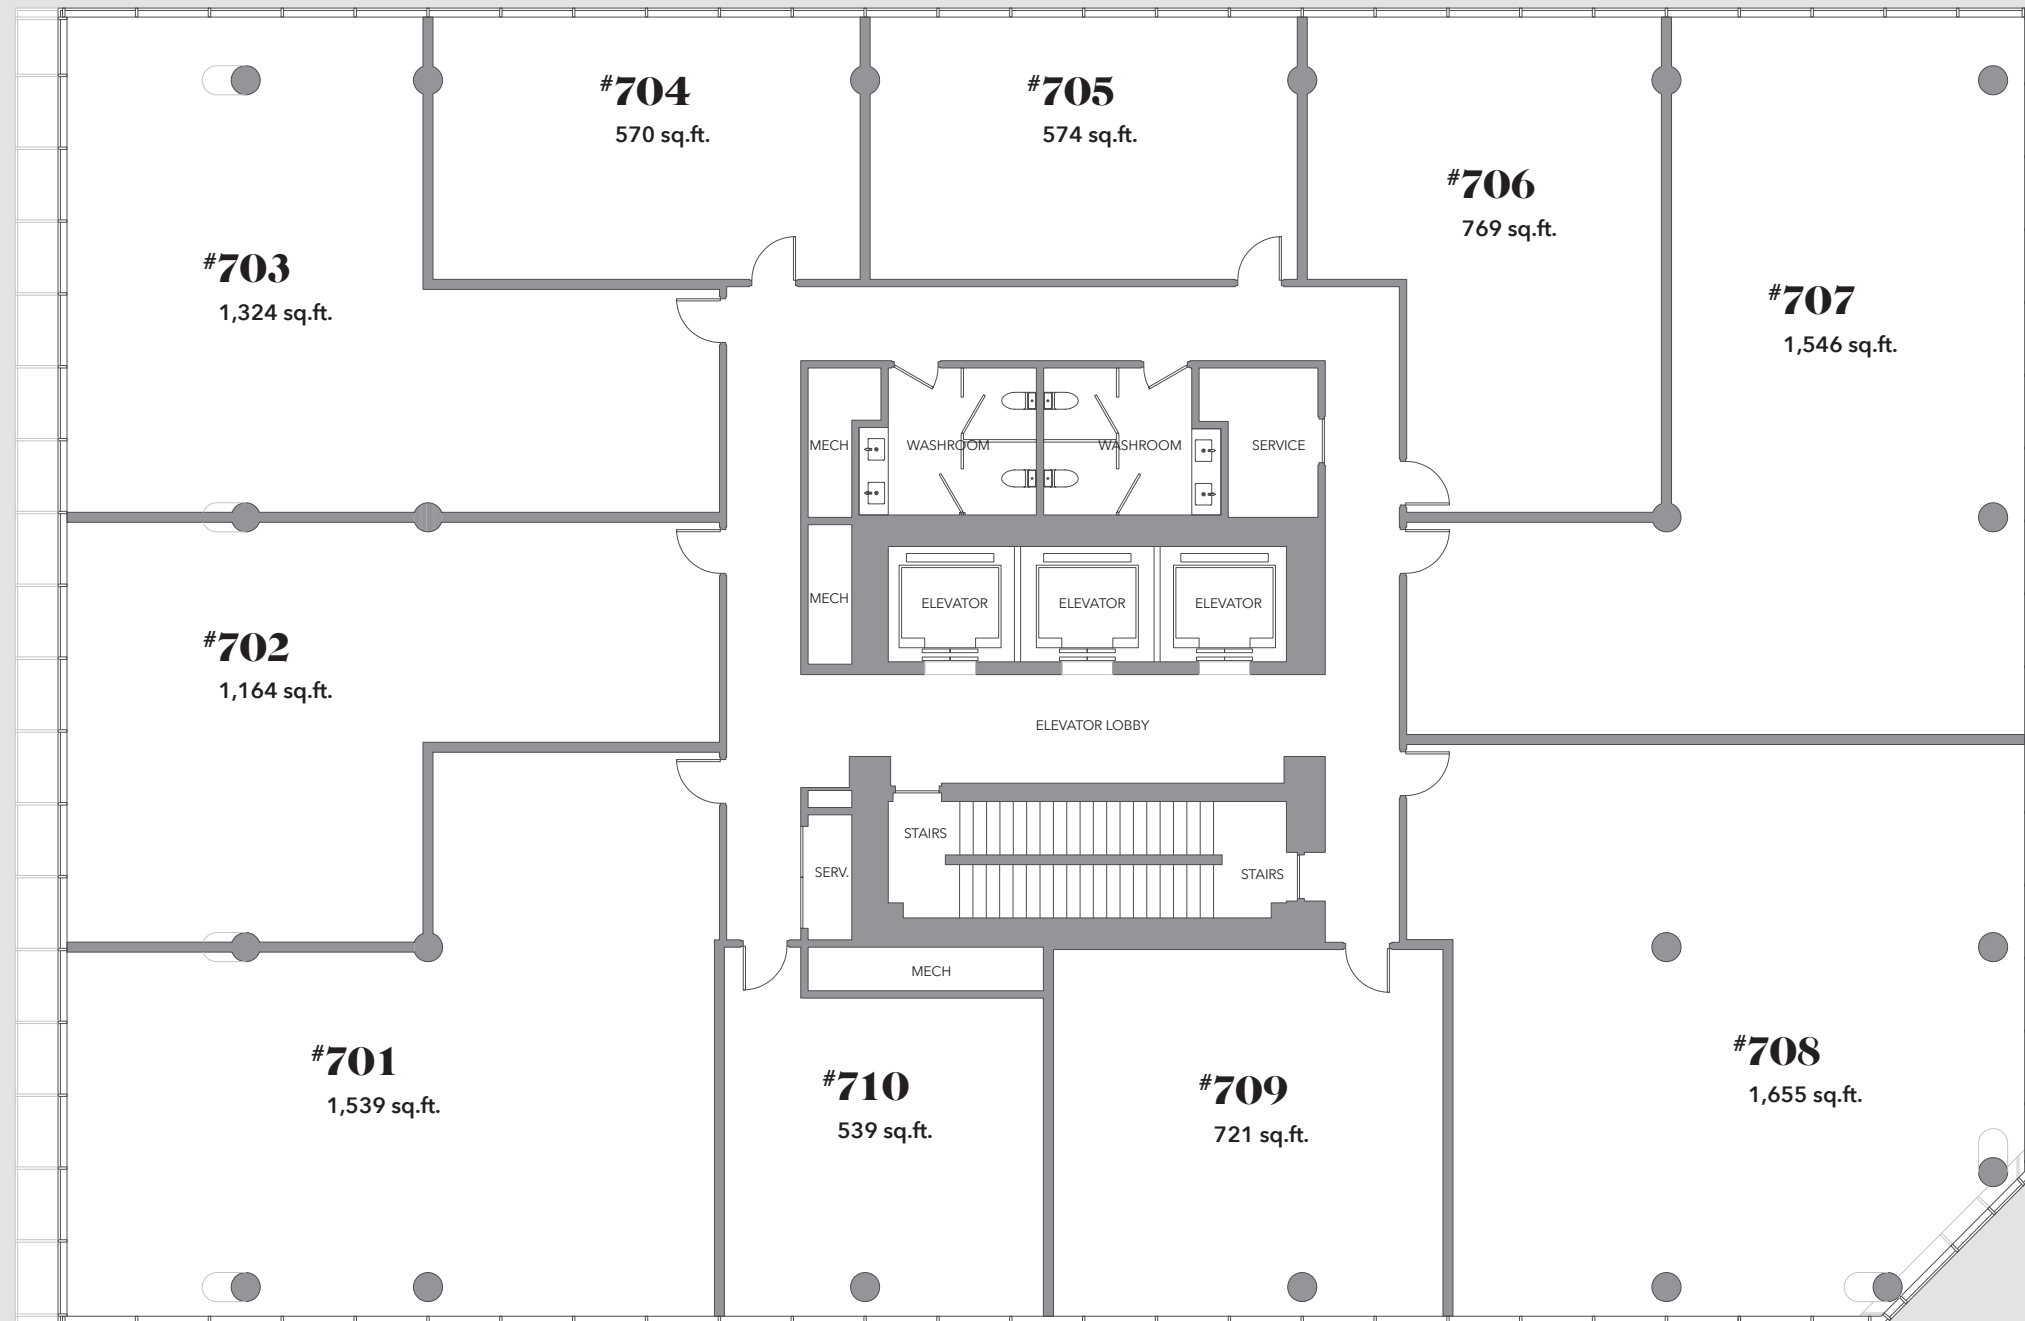 #704
570 sq.ft.
#705
574 sq.ft.
#706
769 sq.ft.
#703
1,324 sq.ft.
#707
1,546 sq.ft.
MECH
WASHROOM
WASHROOM
SERVICE
MECH
ELEVATOR
ELEVATOR
ELEVATOR
#702
1,164 sq.ft.
ELEVATOR LOBBY
STAIRS
SERV.
STAIRS
MECH
#701
1,539 sq.ft.
#710
539 sq.ft.
#709
721 sq.ft.
#708
1,655 sq.ft.